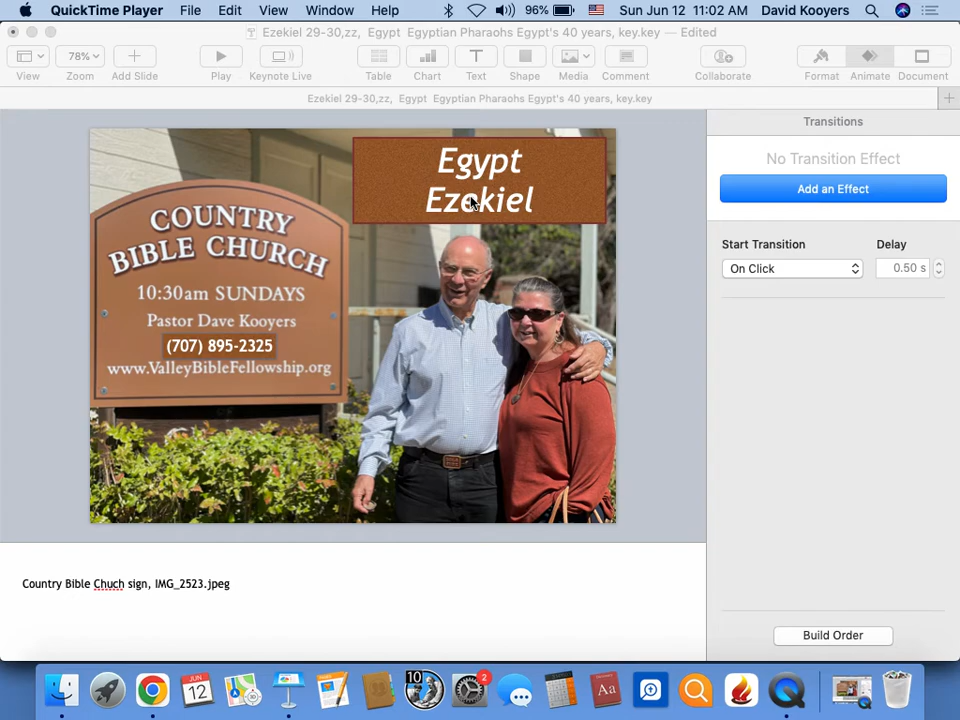 QuickTime Player File Edit View Window Help 96% Sun Jun 12 11:02 AM David Kooyers
Ezekiel 29-30,zz, Egypt Egyptian Pharaohs Egypt's 40 years, key.key — Edited
78%
View Zoom Add Slide Play Keynote Live Table Chart Text Shape Media Comment Collaborate Format Animate Document
Ezekiel 29-30,zz, Egypt Egyptian Pharaohs Egypt's 40 years, key.key
Transitions
No Transition Effect
Add an Effect
Start Transition Delay
On Click 0.50 s
Build Order
Egypt
Ezekiel
COUNTRY
BIBLE CHURCH
10:30am SUNDAYS
Pastor Dave Kooyers
(707) 895-2325
www.ValleyBibleFellowship.org
Country Bible Chuch sign, IMG_2523.jpeg
JUN
12
10
2
Aa